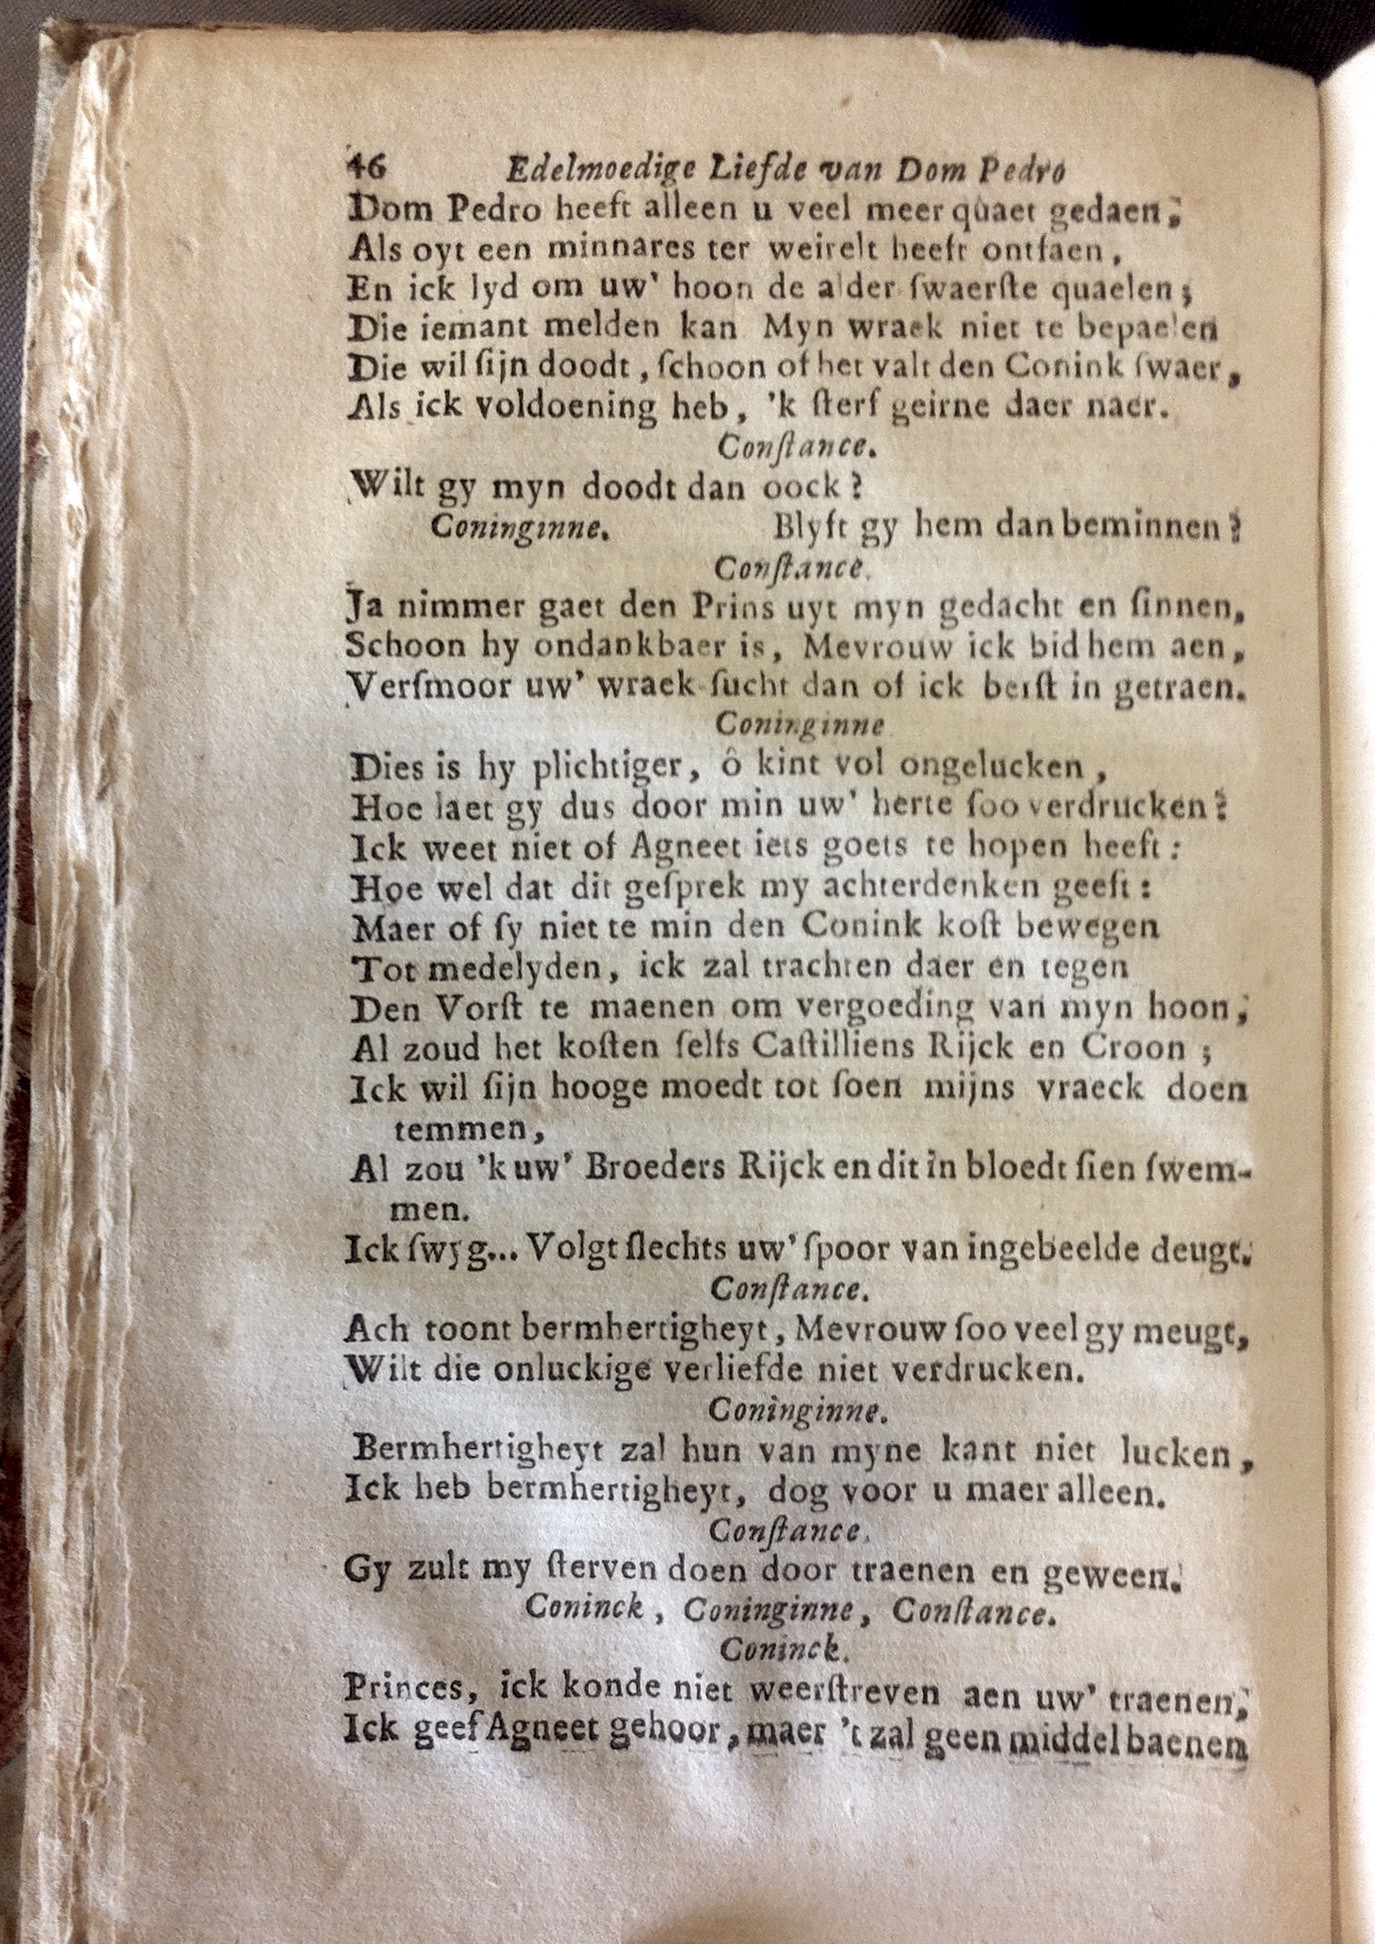 46 Edelmoedige Liefde van Dom Pedro
Dom Pedro heeft alleen u veel meer quaet gedaen;
Als oyt een minnares ter weirelt heeft ontfaen,
En ick lyd om uw' hoon de alder ſwaerſte quaelen;
Die iemant melden kan Myn wraek niet te bepaelen
Die wil ſijn doodt, ſchoon of het valt den Conink ſwaer,
Als ick voldoening heb, 'k ſterf geirne daer naer.
Conſtance.
Wilt gy myn doodt dan oock?
Coninginne. Blyft gy hem dan beminnen?
Conſtance.
Ja nimmer gaet den Prins uyt myn gedacht en ſinnen,
Schoon hy ondankbaer is, Mevrouw ick bid hem aen,
Verſmoor uw' wraek ſucht dan of ick berſt in getraen.
Coninginne
Dies is hy plichtiger, ô kint vol ongelucken,
Hoe laet gy dus door min uw' herte ſoo verdrucken?
Ick weet niet of Agneet iets goets te hopen heeft:
Hoe wel dat dit geſprek my achterdenken geeft:
Maer of ſy niet te min den Conink koſt bewegen
Tot medelyden, ick zal trachten daer en tegen
Den Vorſt te maenen om vergoeding van myn hoon;
Al zoud het koſten ſelfs Caſtilliens Rijck en Croon;
Ick wil ſijn hooge moedt tot ſoen mijns vraeck doen
temmen,
Al zou 'k uw' Broeders Rijck en dit in bloedt ſien ſwem-
men.
Ick ſwyg... Volgt ſlechts uw' ſpoor van ingebeelde deugt.
Conſtance.
Ach toont bermhertigheyt, Mevrouw ſoo veel gy meugt,
Wilt die onluckige verliefde niet verdrucken.
Coninginne.
Bermhertigheyt zal hun van myne kant niet lucken,
Ick heb bermhertigheyt, dog voor u maer alleen.
Conſtance.
Gy zult my ſterven doen door traenen en geween.
Coninck, Coninginne, Conſtance.
Coninck.
Princes, ick konde niet weerſtreven aen uw' traenen;
Ick geef Agneet gehoor, maer 't zal geen middel baenen